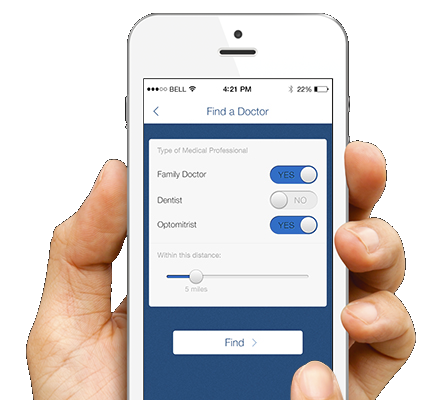 BELL 4:21 PM 22%
Find a Doctor
Type of Medical Professional
Family Doctor YES
Dentist NO
Optomitrist YES
Within this distance:
5 miles
Find